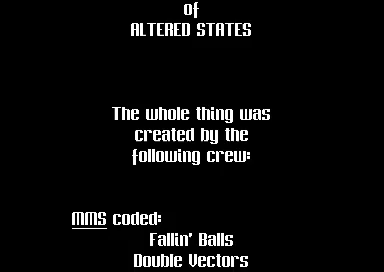 of
ALTERED STATES
The whole thing was
created by the
following crew:
MMS coded:
Fallin' Balls
Double Vectors